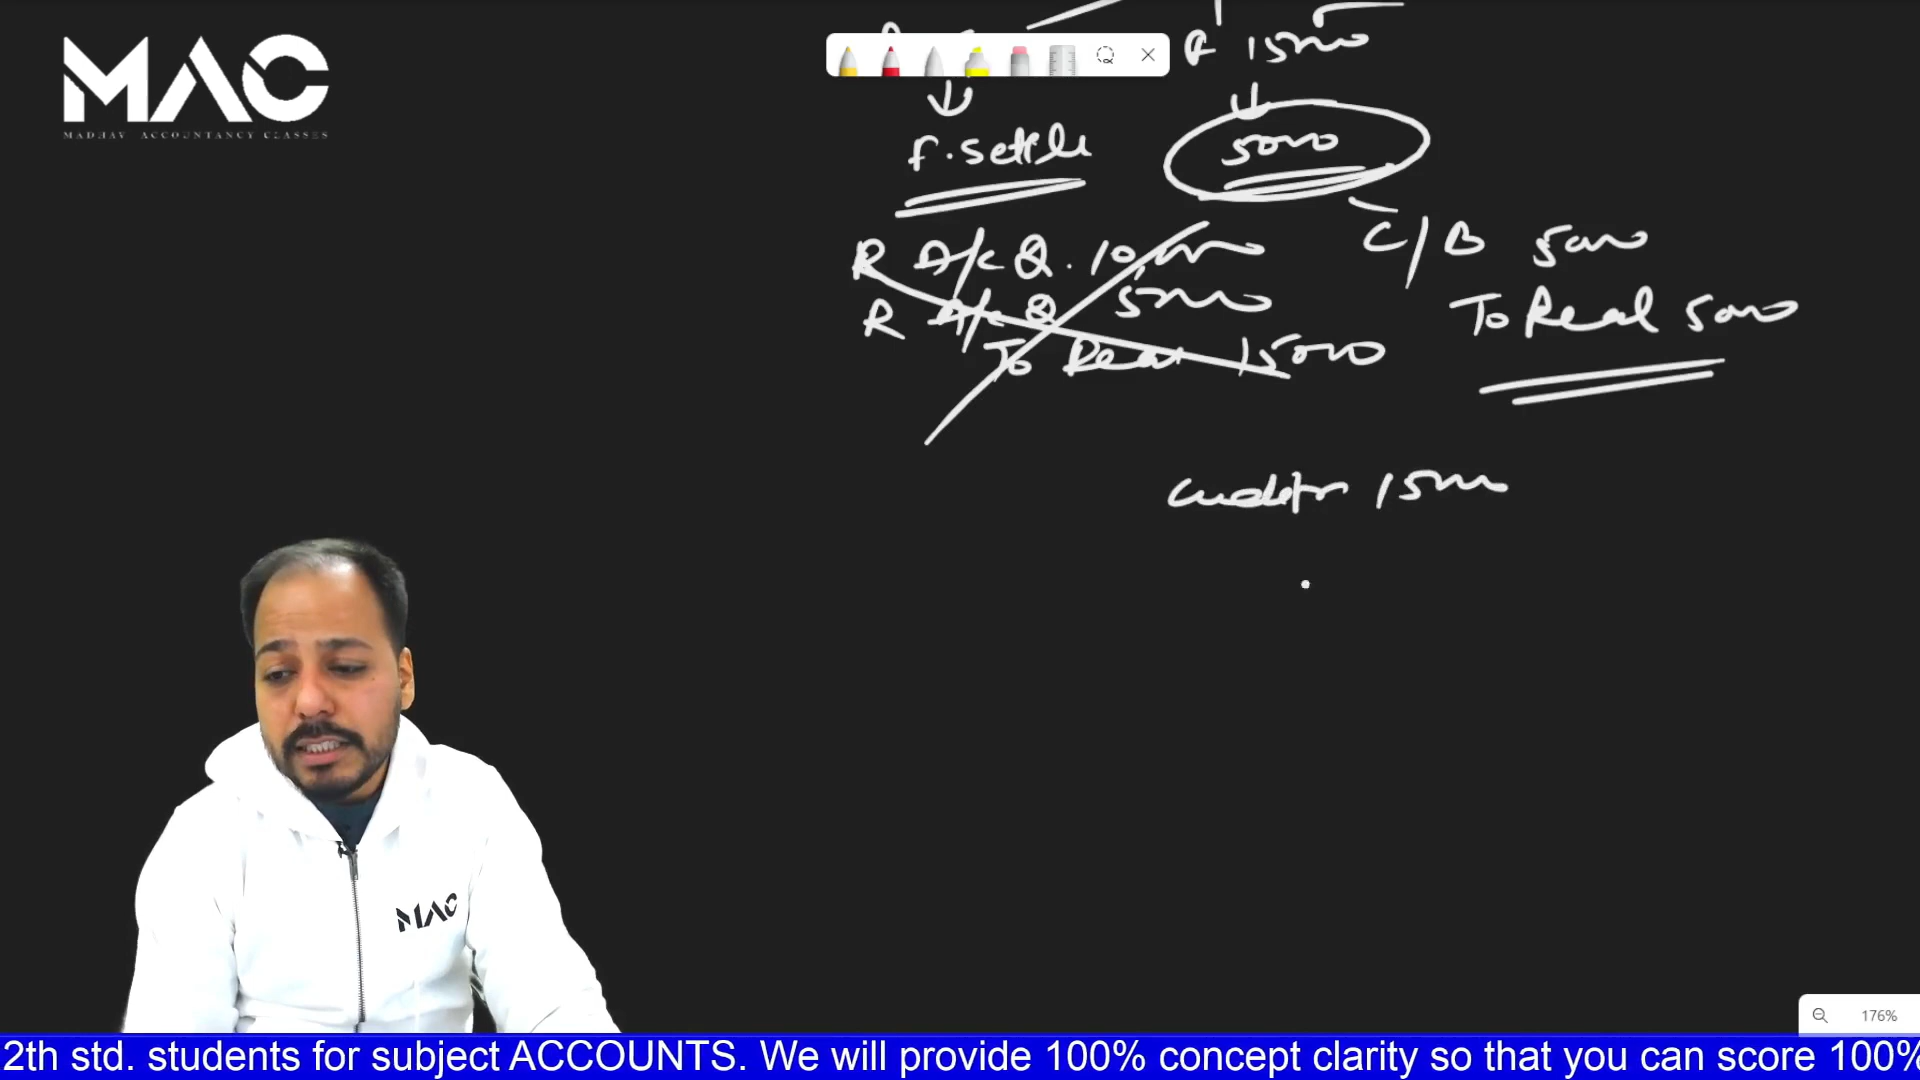 MAC
MADHAV ACCOUNTANCY CLASSES
15000
f. settle
5000
R A/c Q. 10,000
C/B 5000
R A/c Q 5000
To Real 5000
To Real 15000
15000
MAC
176%
2th std. students for subject ACCOUNTS. We will provide 100% concept clarity so that you can score 100%